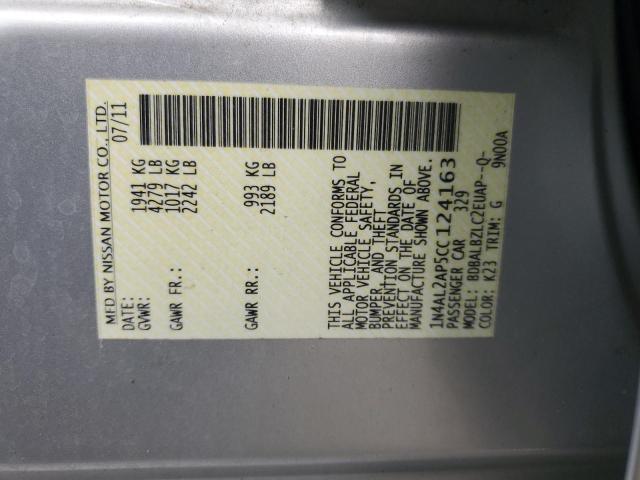 MFD BY NISSAN MOTOR CO., LTD.
DATE: 07/11
GVWR: 1941 KG
4279 LB
GAWR FR.: 1017 KG
2242 LB
GAWR RR.: 993 KG
2189 LB
THIS VEHICLE CONFORMS TO
ALL APPLICABLE FEDERAL
MOTOR VEHICLE SAFETY,
BUMPER, AND THEFT
PREVENTION STANDARDS IN
EFFECT ON THE DATE OF
MANUFACTURE SHOWN ABOVE.
1N4AL2AP5CC124163
PASSENGER CAR 329
MODEL: BDBALBZLC2EUAP--Q-
COLOR: K23 TRIM: G 9N00A